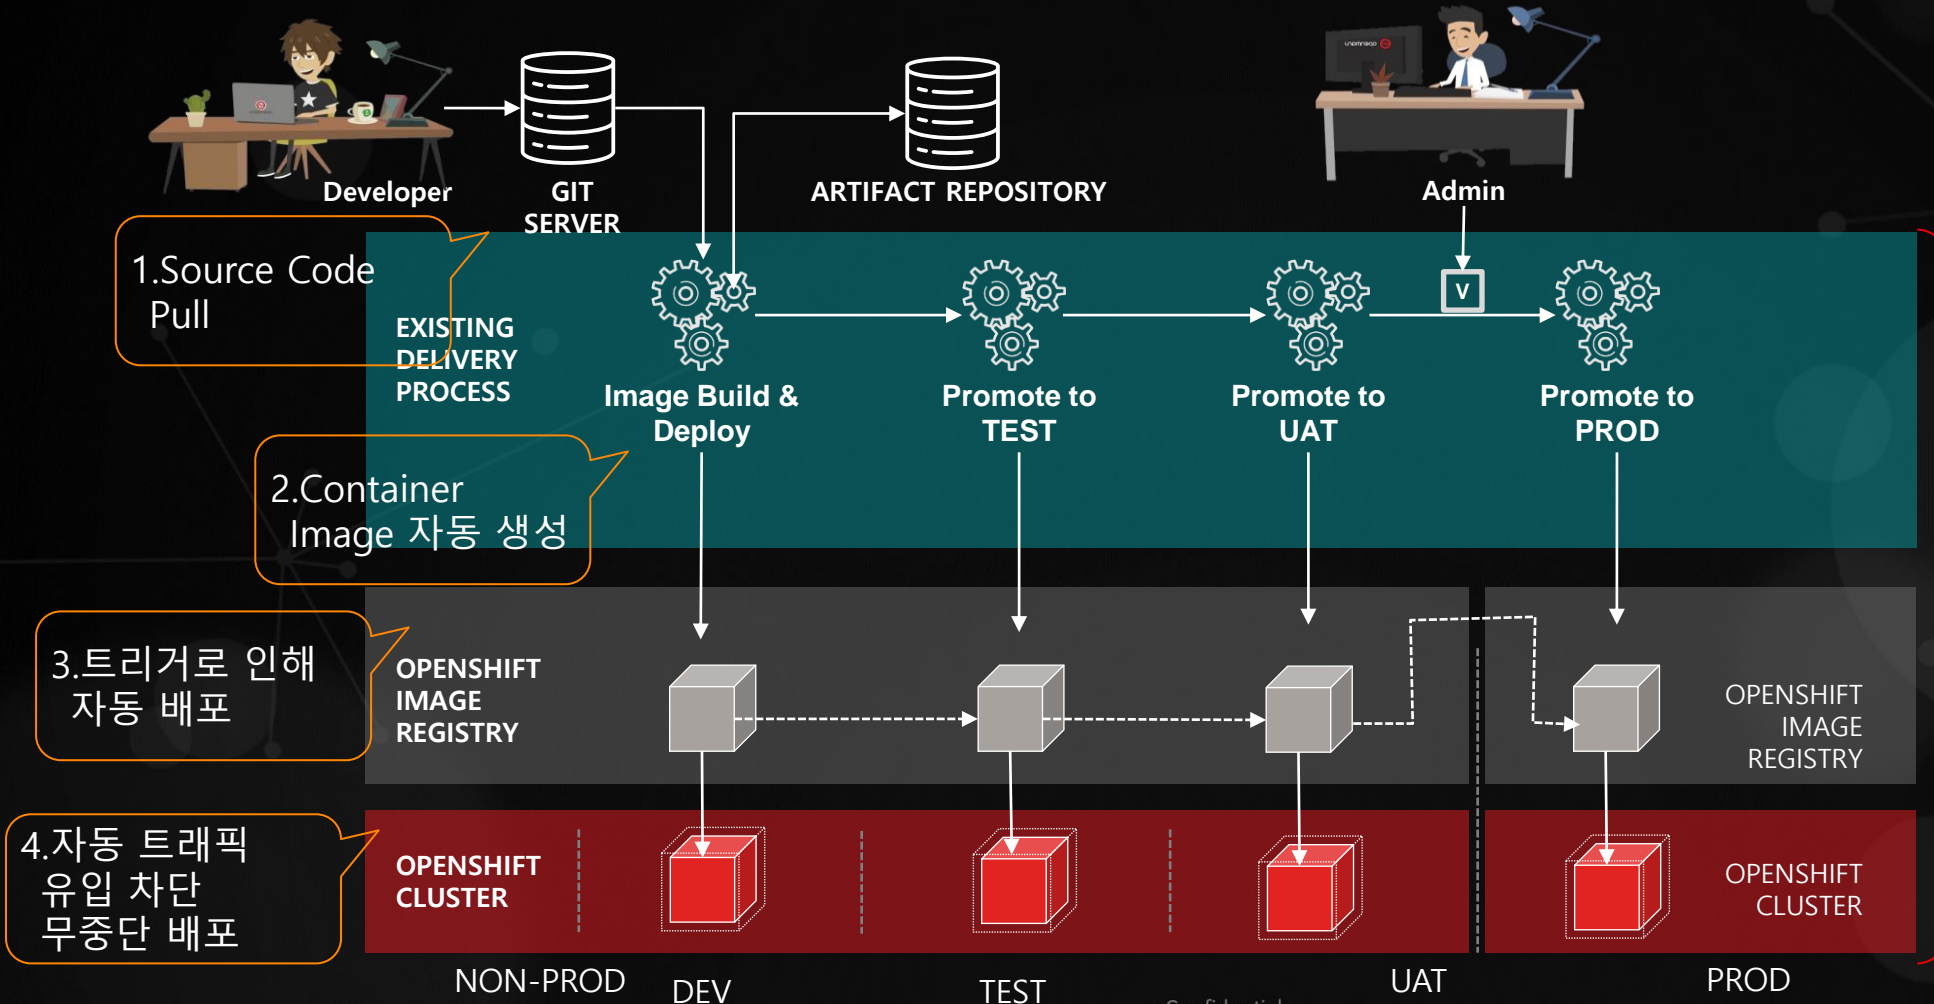 Developer
GIT
SERVER
ARTIFACT REPOSITORY
Admin
1.Source Code
Pull
EXISTING
DELIVERY
PROCESS
V
Image Build &
Deploy
Promote to
TEST
Promote to
UAT
Promote to
PROD
2.Container
Image 자동 생성
3.트리거로 인해
자동 배포
OPENSHIFT
IMAGE
REGISTRY
OPENSHIFT
IMAGE
REGISTRY
4.자동 트래픽
유입 차단
무중단 배포
OPENSHIFT
CLUSTER
OPENSHIFT
CLUSTER
NON-PROD
DEV
TEST
UAT
PROD